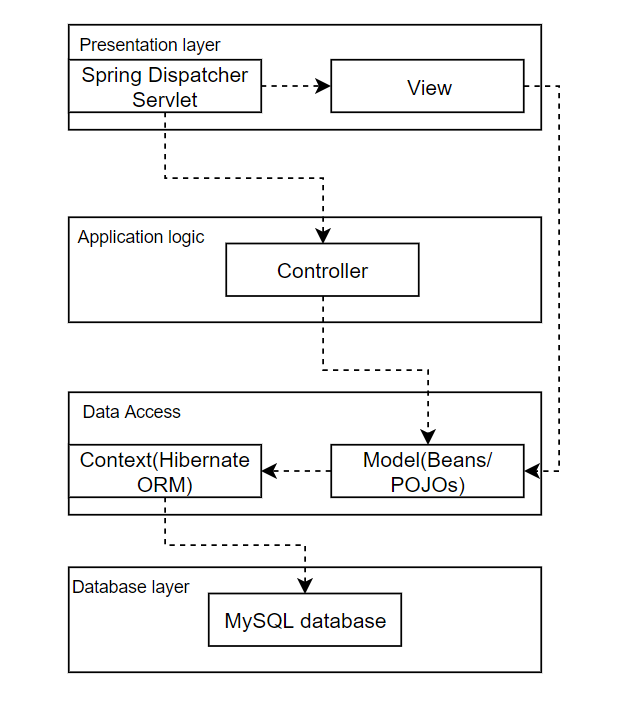 Presentation layer
Spring Dispatcher
Servlet
View
Application logic
Controller
Data Access
Context(Hibernate
ORM)
Model(Beans/
POJOs)
Database layer
MySQL database